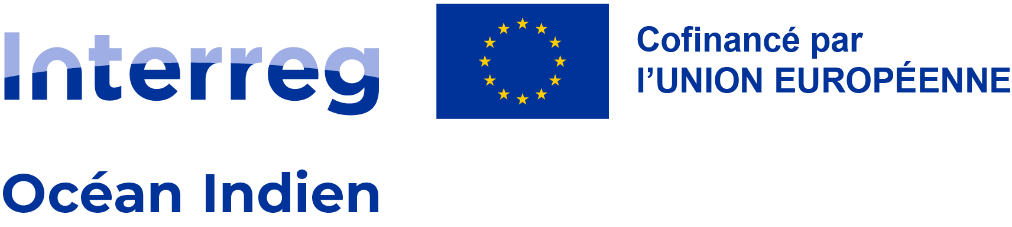 Interreg
Cofinancé par
l’UNION EUROPÉENNE
Océan Indien